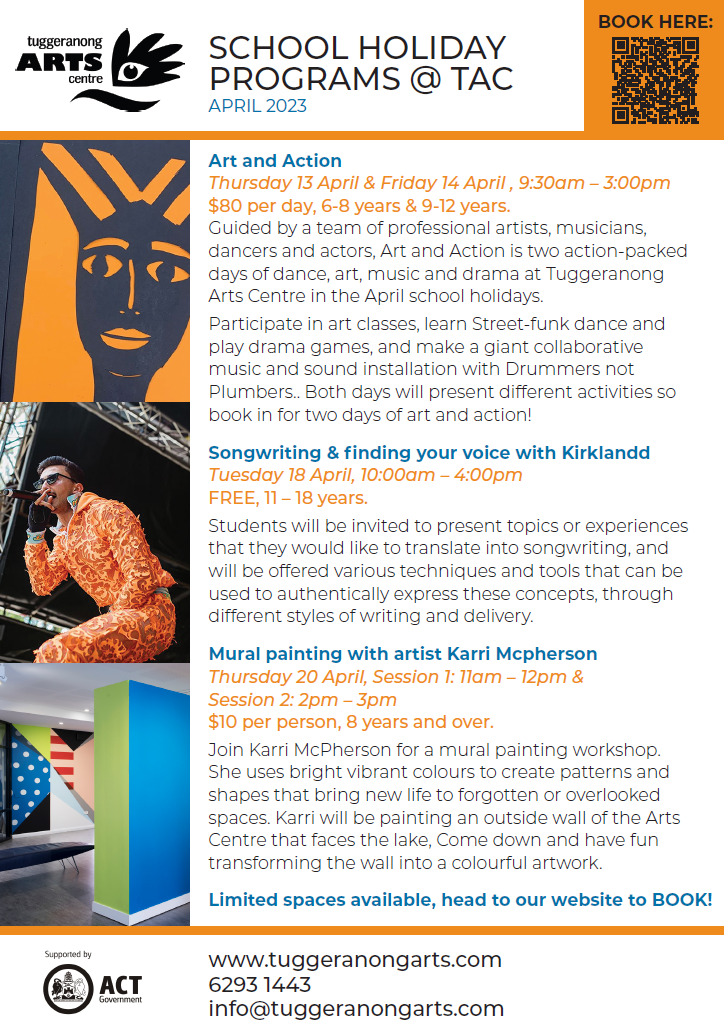 tuggeranong
ARTS
centre
SCHOOL HOLIDAY
PROGRAMS @ TAC
APRIL 2023
BOOK HERE:
Art and Action
Thursday 13 April & Friday 14 April , 9:30am – 3:00pm
$80 per day, 6-8 years & 9-12 years.
Guided by a team of professional artists, musicians,
dancers and actors, Art and Action is two action-packed
days of dance, art, music and drama at Tuggeranong
Arts Centre in the April school holidays.
Participate in art classes, learn Street-funk dance and
play drama games, and make a giant collaborative
music and sound installation with Drummers not
Plumbers.. Both days will present different activities so
book in for two days of art and action!
Songwriting & finding your voice with Kirklandd
Tuesday 18 April, 10:00am – 4:00pm
FREE, 11 – 18 years.
Students will be invited to present topics or experiences
that they would like to translate into songwriting, and
will be offered various techniques and tools that can be
used to authentically express these concepts, through
different styles of writing and delivery.
Mural painting with artist Karri Mcpherson
Thursday 20 April, Session 1: 11am – 12pm &
Session 2: 2pm – 3pm
$10 per person, 8 years and over.
Join Karri McPherson for a mural painting workshop.
She uses bright vibrant colours to create patterns and
shapes that bring new life to forgotten or overlooked
spaces. Karri will be painting an outside wall of the Arts
Centre that faces the lake, Come down and have fun
transforming the wall into a colourful artwork.
Limited spaces available, head to our website to BOOK!
Supported by
ACT
Government
www.tuggeranongarts.com
6293 1443
info@tuggeranongarts.com